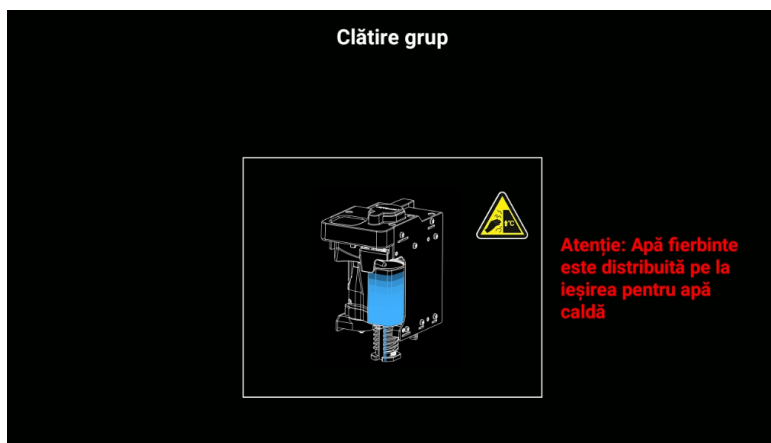 Clătire grup
Atenție: Apă fierbinte
este distribuită pe la
ieșirea pentru apă
caldă